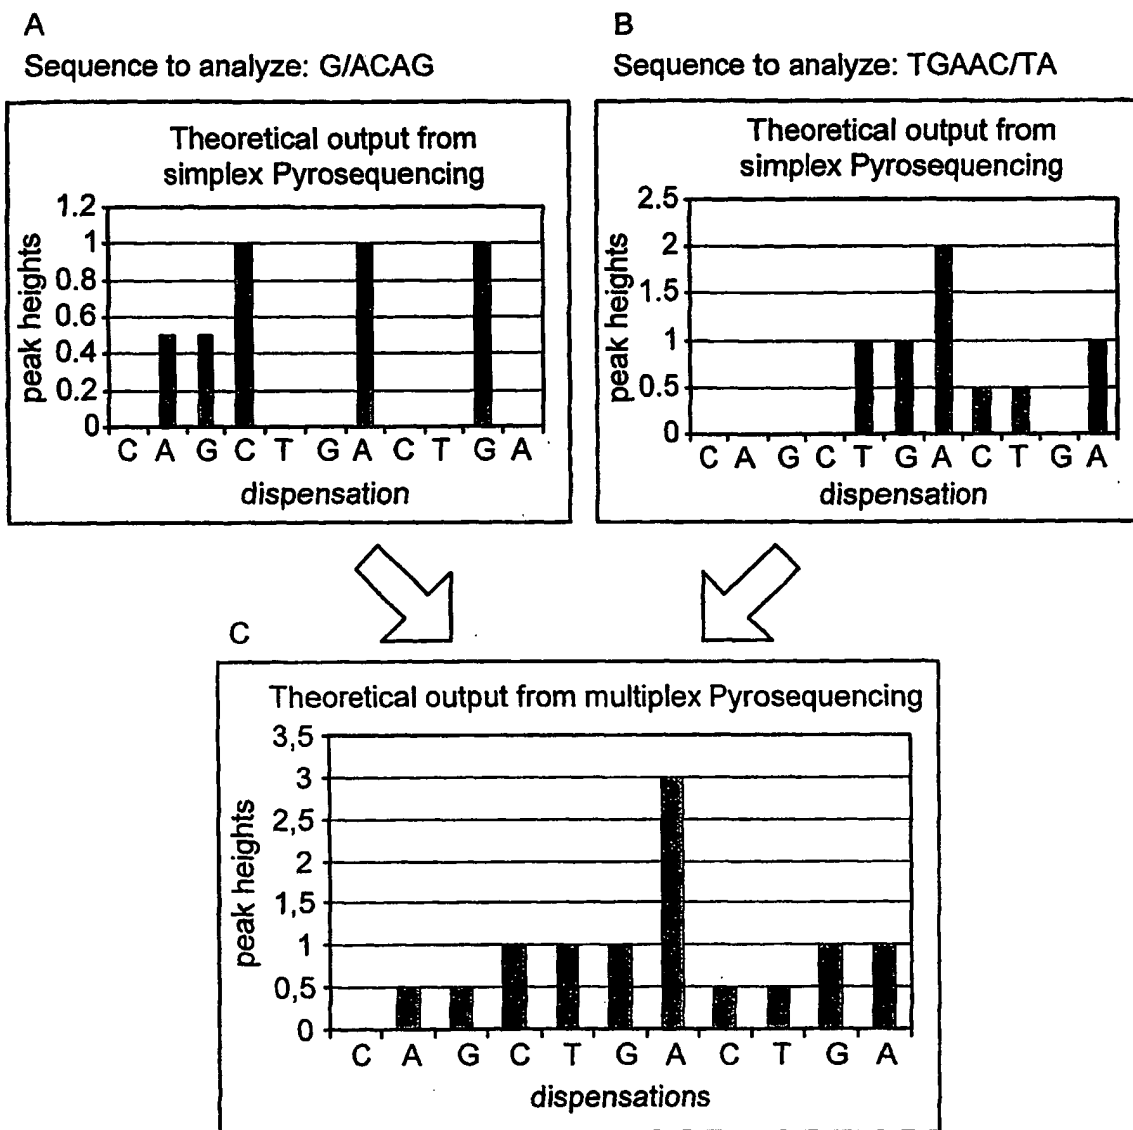 A
Sequence to analyze: G/ACAG
Theoretical output from
simplex Pyrosequencing
1.2
1
0.8
0.6
0.4
0.2
0
peak heights
C A G C T G A C T G A
dispensation
B
Sequence to analyze: TGAAC/TA
Theoretical output from
simplex Pyrosequencing
2.5
2
1.5
1
0.5
0
peak heights
C A G C T G A C T G A
dispensation
C
Theoretical output from multiplex Pyrosequencing
3,5
3
2,5
2
1,5
1
0,5
0
peak heights
C A G C T G A C T G A
dispensations